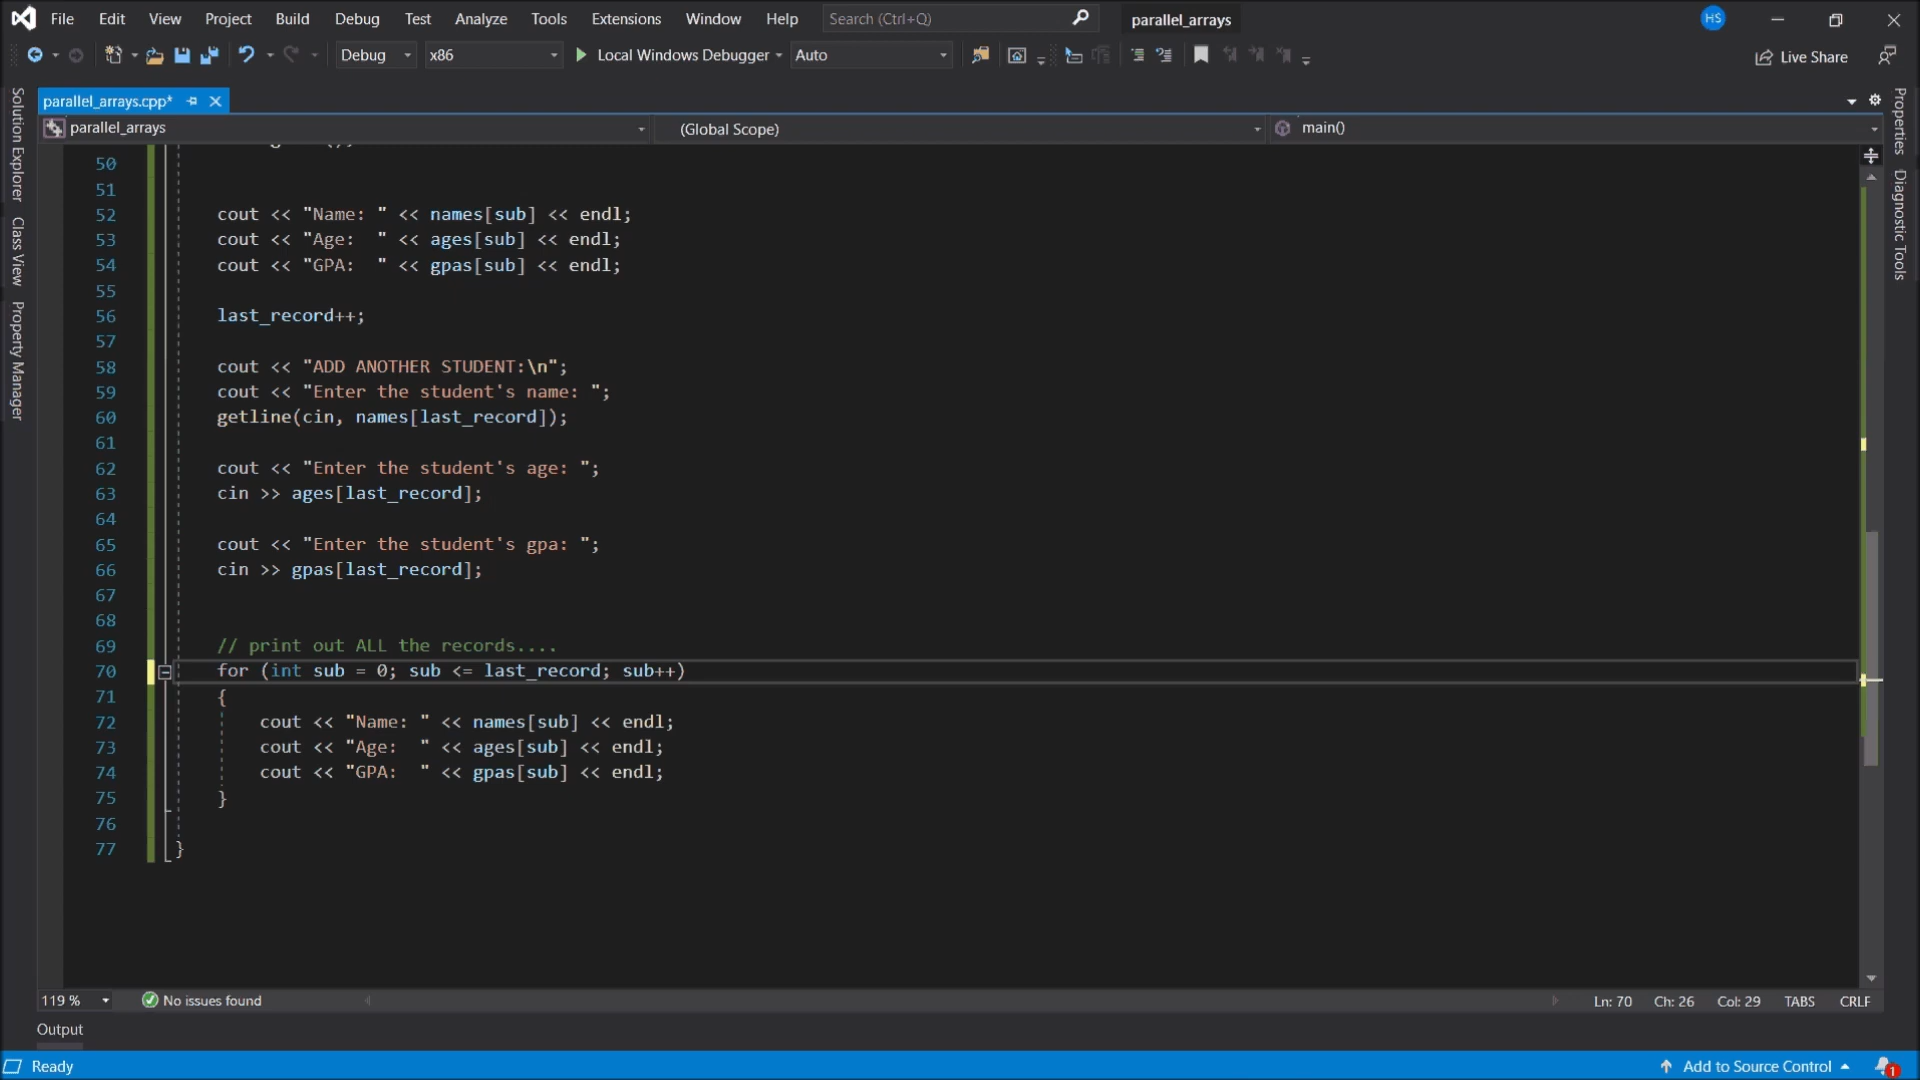 File Edit View Project Build Debug Test Analyze Tools Extensions Window Help Search (Ctrl+Q) parallel_arrays HS
Debug x86 Local Windows Debugger Auto Live Share
Solution Explorer
Class View
Property Manager
parallel_arrays.cpp*
parallel_arrays (Global Scope) main()
Properties
Diagnostic Tools
50
51
52 cout << "Name: " << names[sub] << endl;
53 cout << "Age:  " << ages[sub] << endl;
54 cout << "GPA:  " << gpas[sub] << endl;
55
56 last_record++;
57
58 cout << "ADD ANOTHER STUDENT:\n";
59 cout << "Enter the student's name: ";
60 getline(cin, names[last_record]);
61
62 cout << "Enter the student's age: ";
63 cin >> ages[last_record];
64
65 cout << "Enter the student's gpa: ";
66 cin >> gpas[last_record];
67
68
69 // print out ALL the records....
70 for (int sub = 0; sub <= last_record; sub++)
71 {
72 cout << "Name: " << names[sub] << endl;
73 cout << "Age:  " << ages[sub] << endl;
74 cout << "GPA:  " << gpas[sub] << endl;
75 }
76
77 }
119 % No issues found Ln: 70 Ch: 26 Col: 29 TABS CRLF
Output
Ready Add to Source Control 1